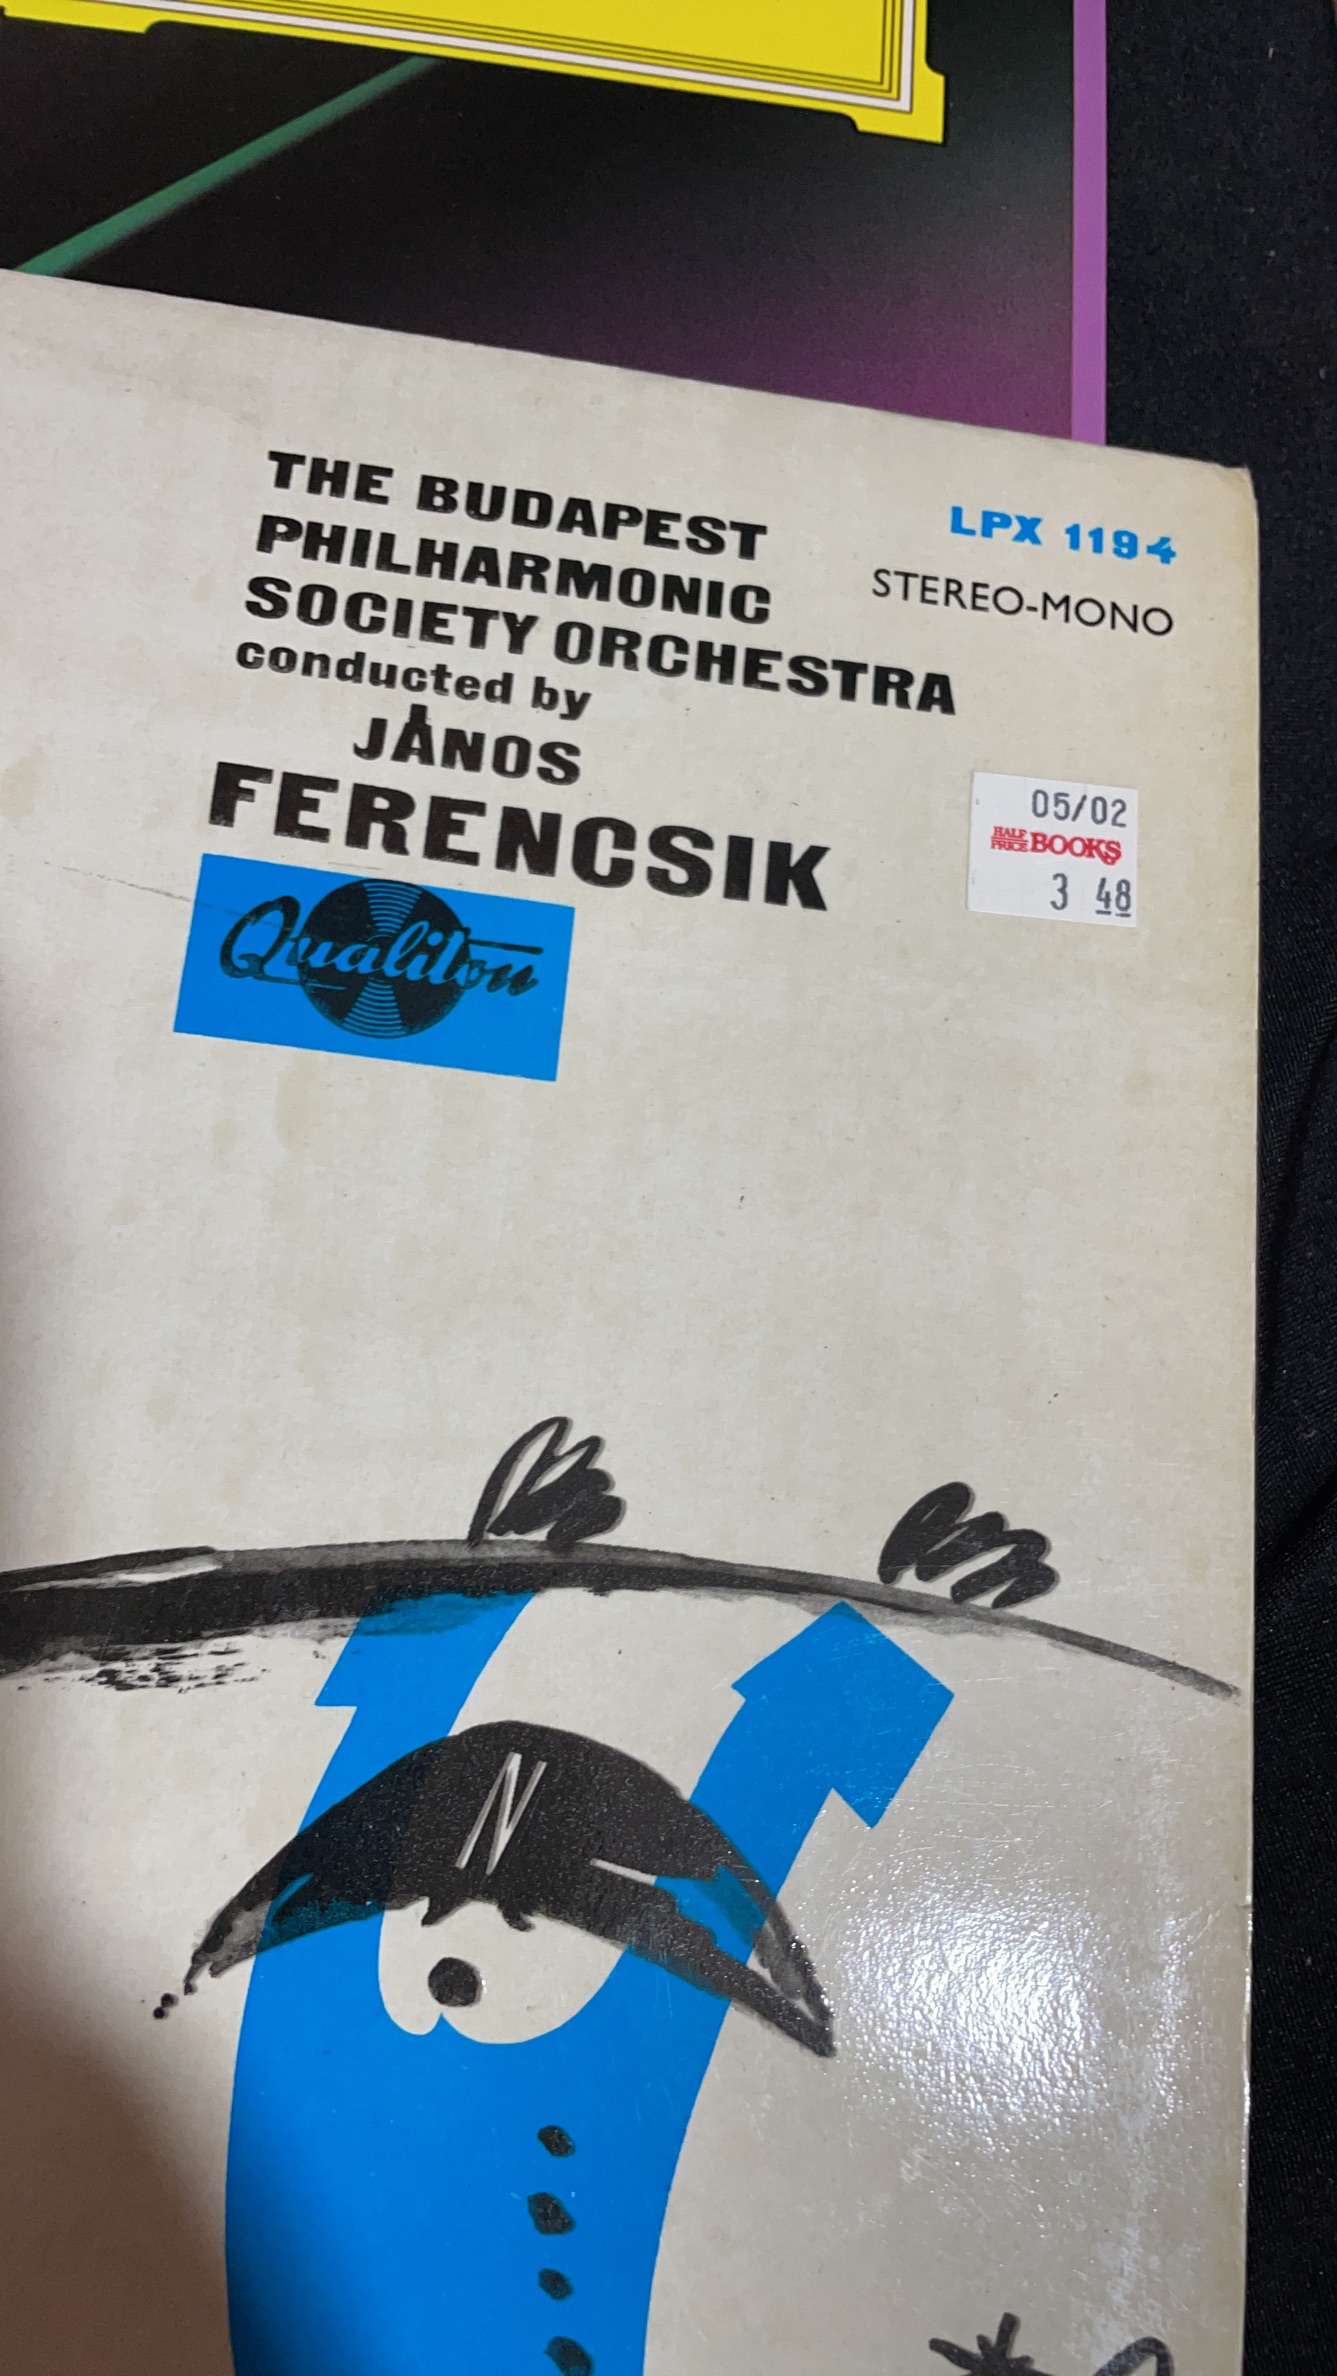 THE BUDAPEST
PHILHARMONIC
SOCIETY ORCHESTRA
conducted by
JÁNOS
FERENCSIK
Qualiton
LPX 1194
STEREO-MONO
05/02
HALF PRICE BOOKS
3 48
N